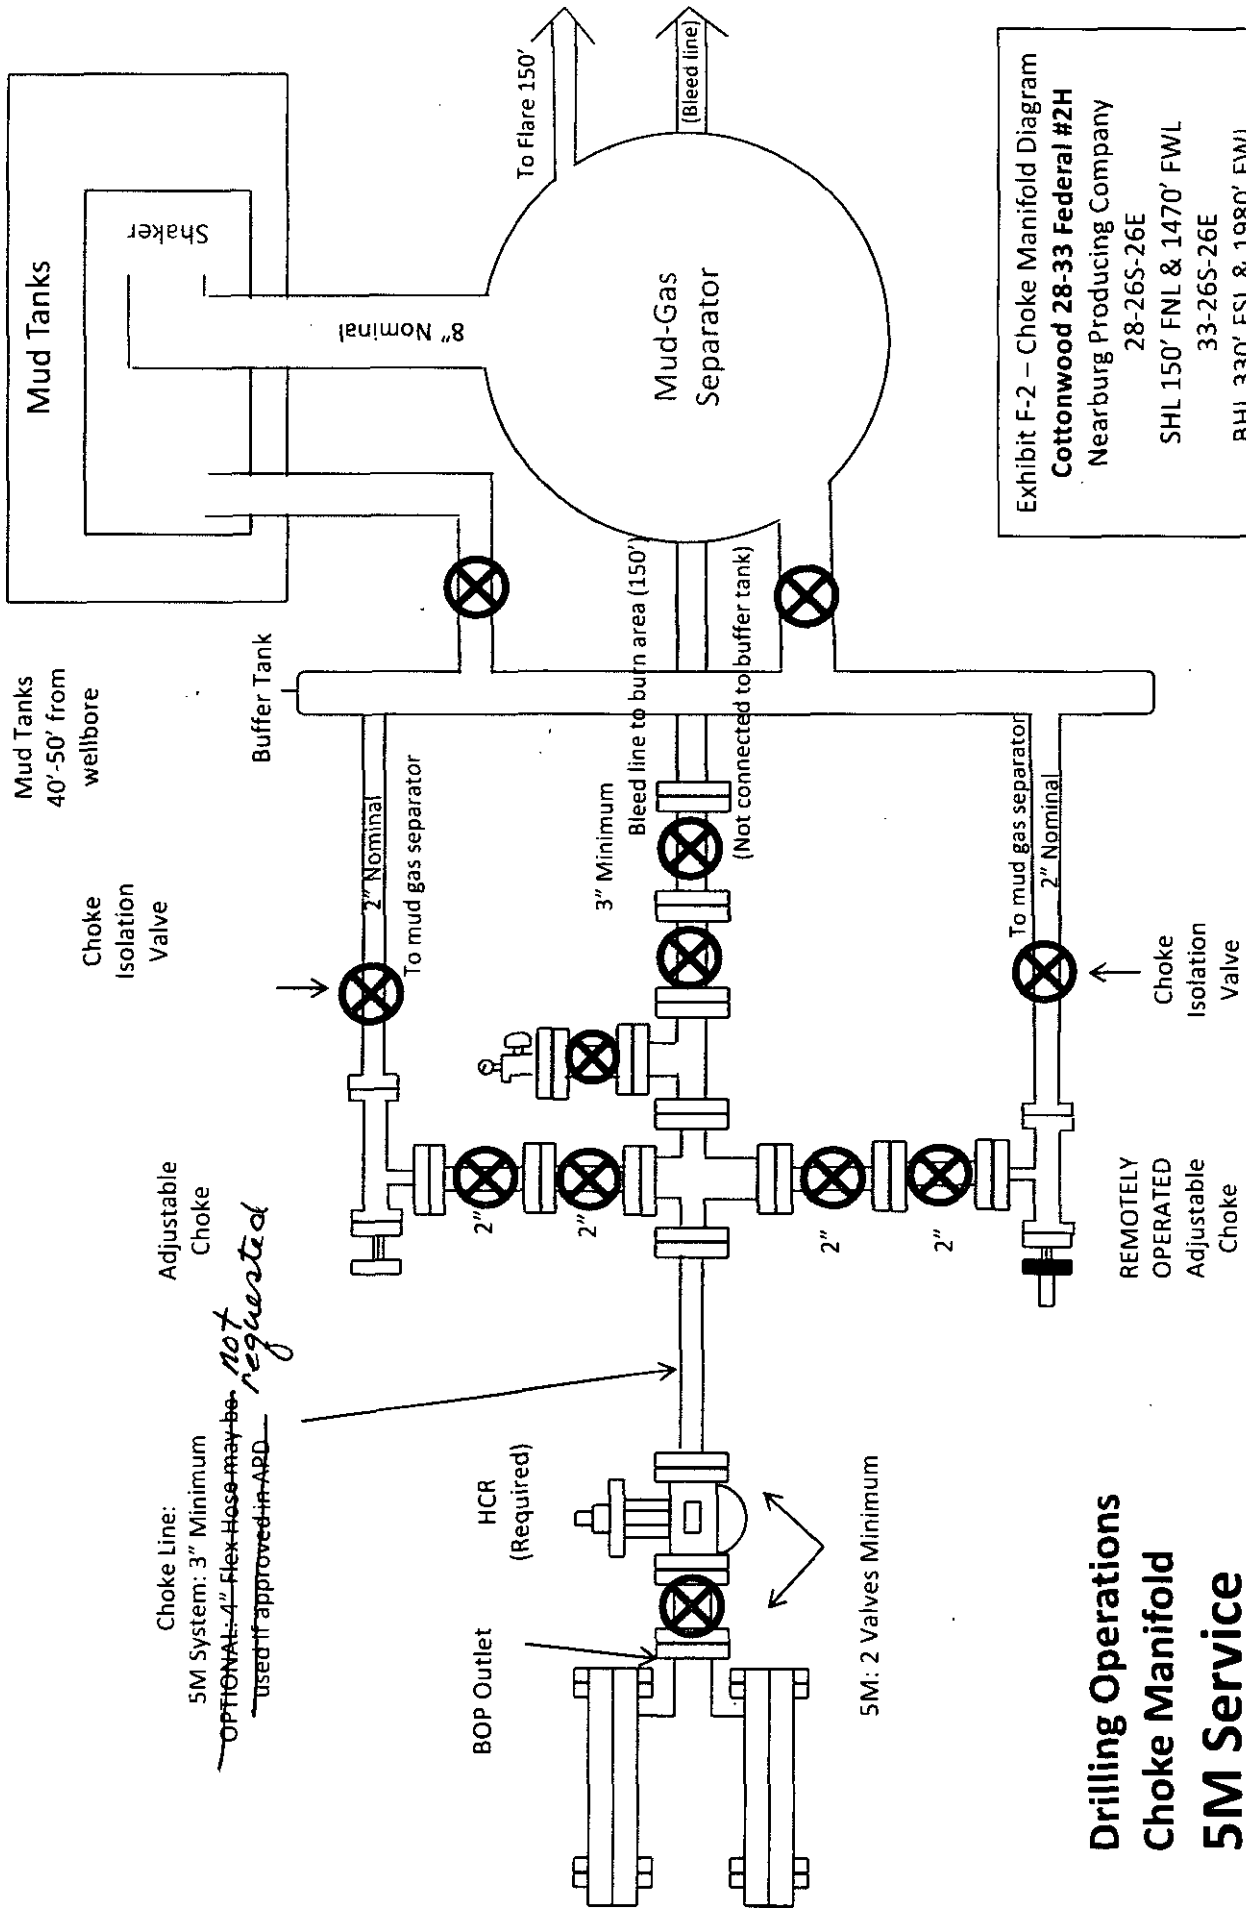 Mud Tanks
Shaker
8" Nominal
To Flare 150'
(Bleed line)
Mud-Gas
Separator
Mud Tanks
40'-50' from
wellbore
Buffer Tank
Choke
Isolation
Valve
2" Nominal
To mud gas separator
3" Minimum
Bleed line to burn area (150')
(Not connected to buffer tank)
To mud gas separator
2" Nominal
Choke
Isolation
Valve
Adjustable
Choke
2"
2"
2"
2"
REMOTELY
OPERATED
Adjustable
Choke
Choke Line:
5M System: 3" Minimum
OPTIONAL: 4" Flex Hose may be
used if approved in APD
not
requested
HCR
(Required)
BOP Outlet
5M: 2 Valves Minimum
Drilling Operations
Choke Manifold
5M Service
Exhibit F-2 – Choke Manifold Diagram
Cottonwood 28-33 Federal #2H
Nearburg Producing Company
28-26S-26E
SHL 150' FNL & 1470' FWL
33-26S-26E
BHL 330' FSL & 1980' FWL